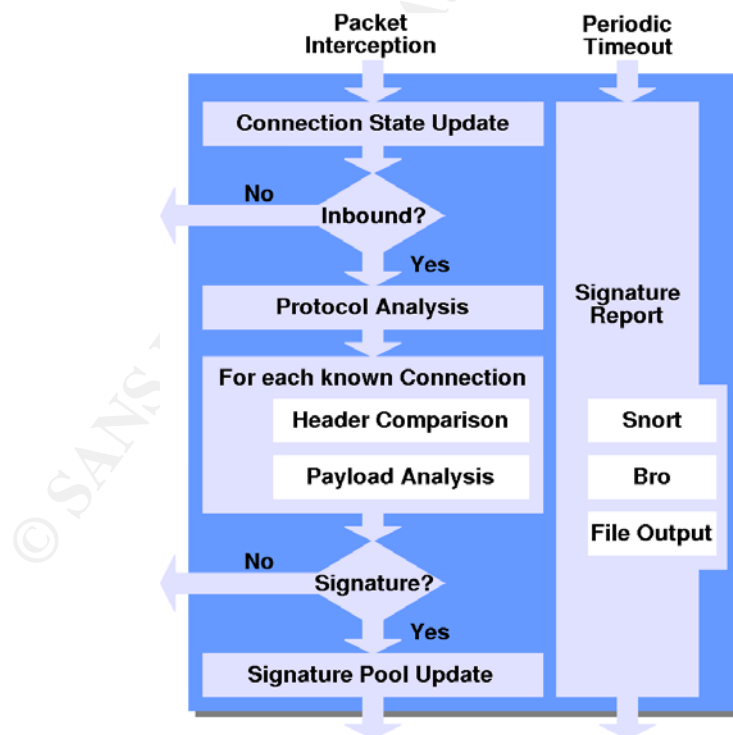 Packet
Interception
Periodic
Timeout
Connection State Update
No
Inbound?
Yes
Protocol Analysis
Signature
Report
For each known Connection
Header Comparison
Payload Analysis
Snort
Bro
File Output
No
Signature?
Yes
Signature Pool Update
© SANS